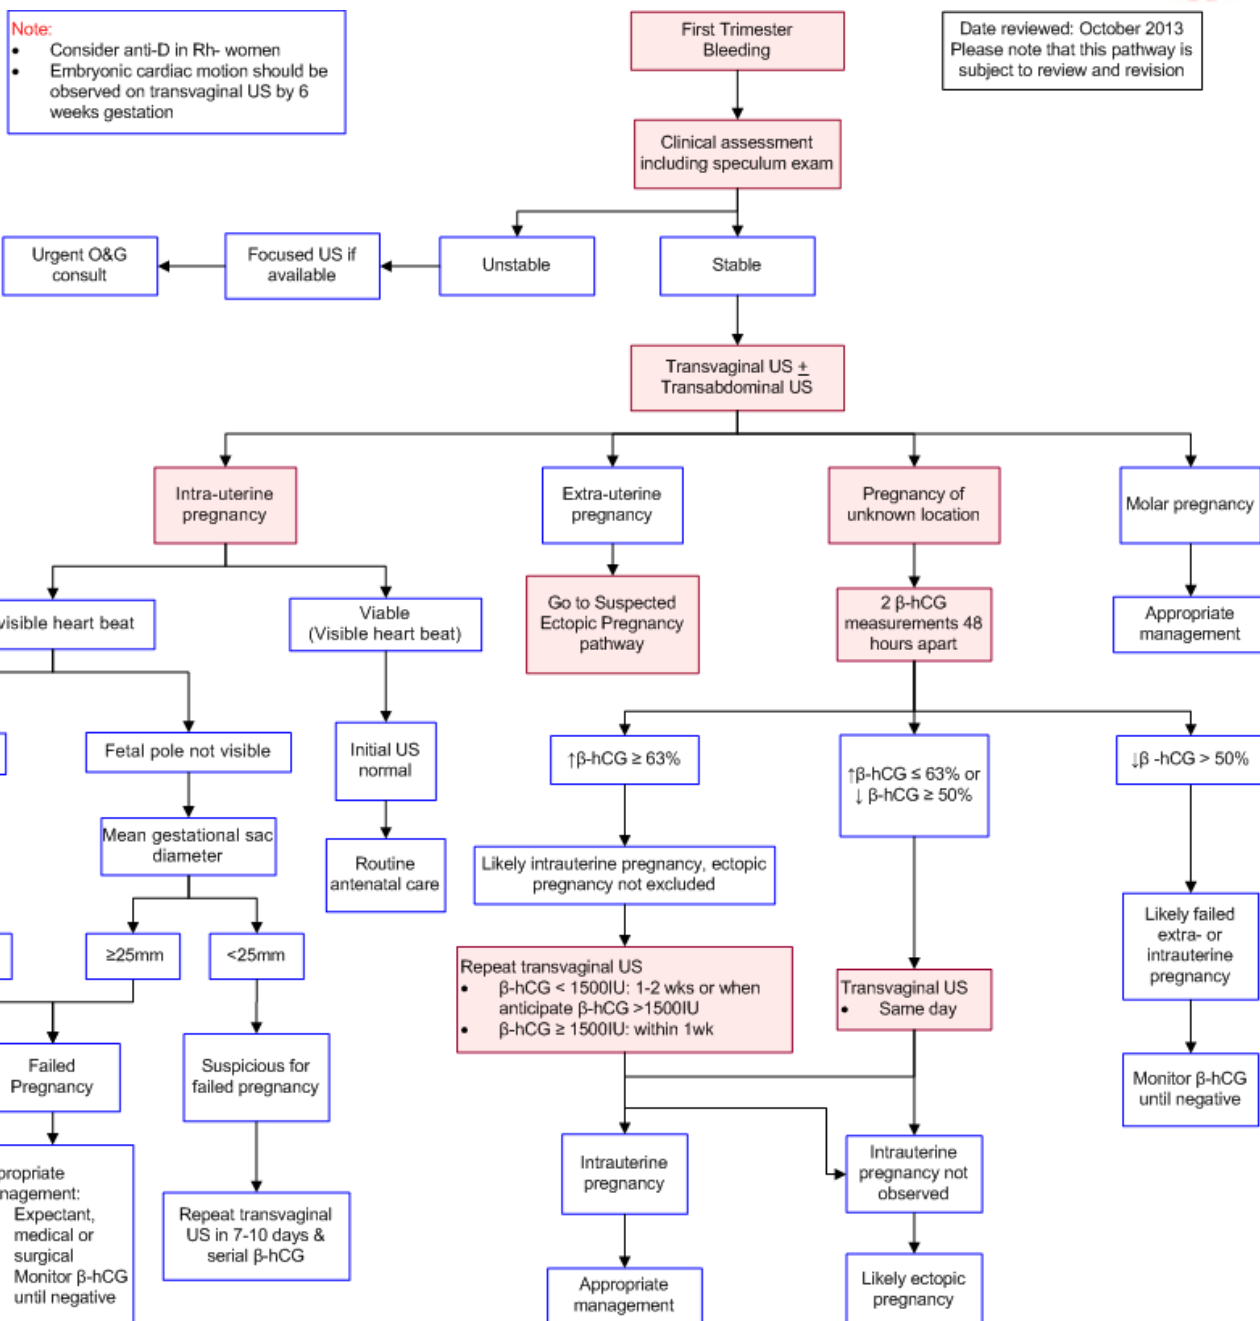 Note:
• Consider anti-D in Rh- women
• Embryonic cardiac motion should be
observed on transvaginal US by 6
weeks gestation
First Trimester
Bleeding
Date reviewed: October 2013
Please note that this pathway is
subject to review and revision
Clinical assessment
including speculum exam
Urgent O&G
consult
Focused US if
available
Unstable
Stable
Transvaginal US ±
Transabdominal US
Intra-uterine
pregnancy
Extra-uterine
pregnancy
Pregnancy of
unknown location
Molar pregnancy
visible heart beat
Viable
(Visible heart beat)
Go to Suspected
Ectopic Pregnancy
pathway
2 β-hCG
measurements 48
hours apart
Appropriate
management
Fetal pole not visible
Initial US
normal
↑β-hCG ≥ 63%
↑β-hCG ≤ 63% or
↓ β-hCG ≥ 50%
↓β -hCG > 50%
Mean gestational sac
diameter
Routine
antenatal care
Likely intrauterine pregnancy, ectopic
pregnancy not excluded
Likely failed
extra- or
intrauterine
pregnancy
≥25mm
<25mm
Repeat transvaginal US
• β-hCG < 1500IU: 1-2 wks or when
anticipate β-hCG >1500IU
• β-hCG ≥ 1500IU: within 1wk
Transvaginal US
• Same day
Failed
Pregnancy
Suspicious for
failed pregnancy
Monitor β-hCG
until negative
propriate
nagement:
Expectant,
medical or
surgical
Monitor β-hCG
until negative
Repeat transvaginal
US in 7-10 days &
serial β-hCG
Intrauterine
pregnancy
Intrauterine
pregnancy not
observed
Appropriate
management
Likely ectopic
pregnancy